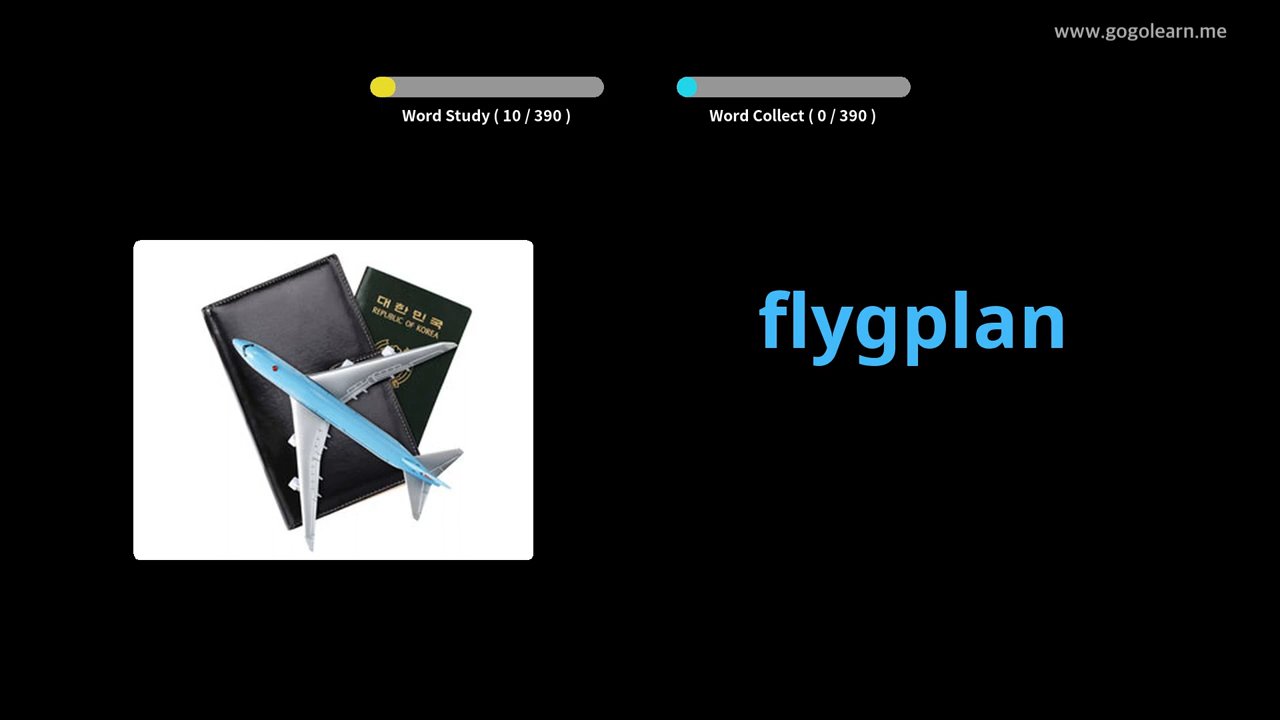 www.gogolearn.me
Word Study ( 10 / 390 )
Word Collect ( 0 / 390 )
대한민국
REPUBLIC OF KOREA
flygplan